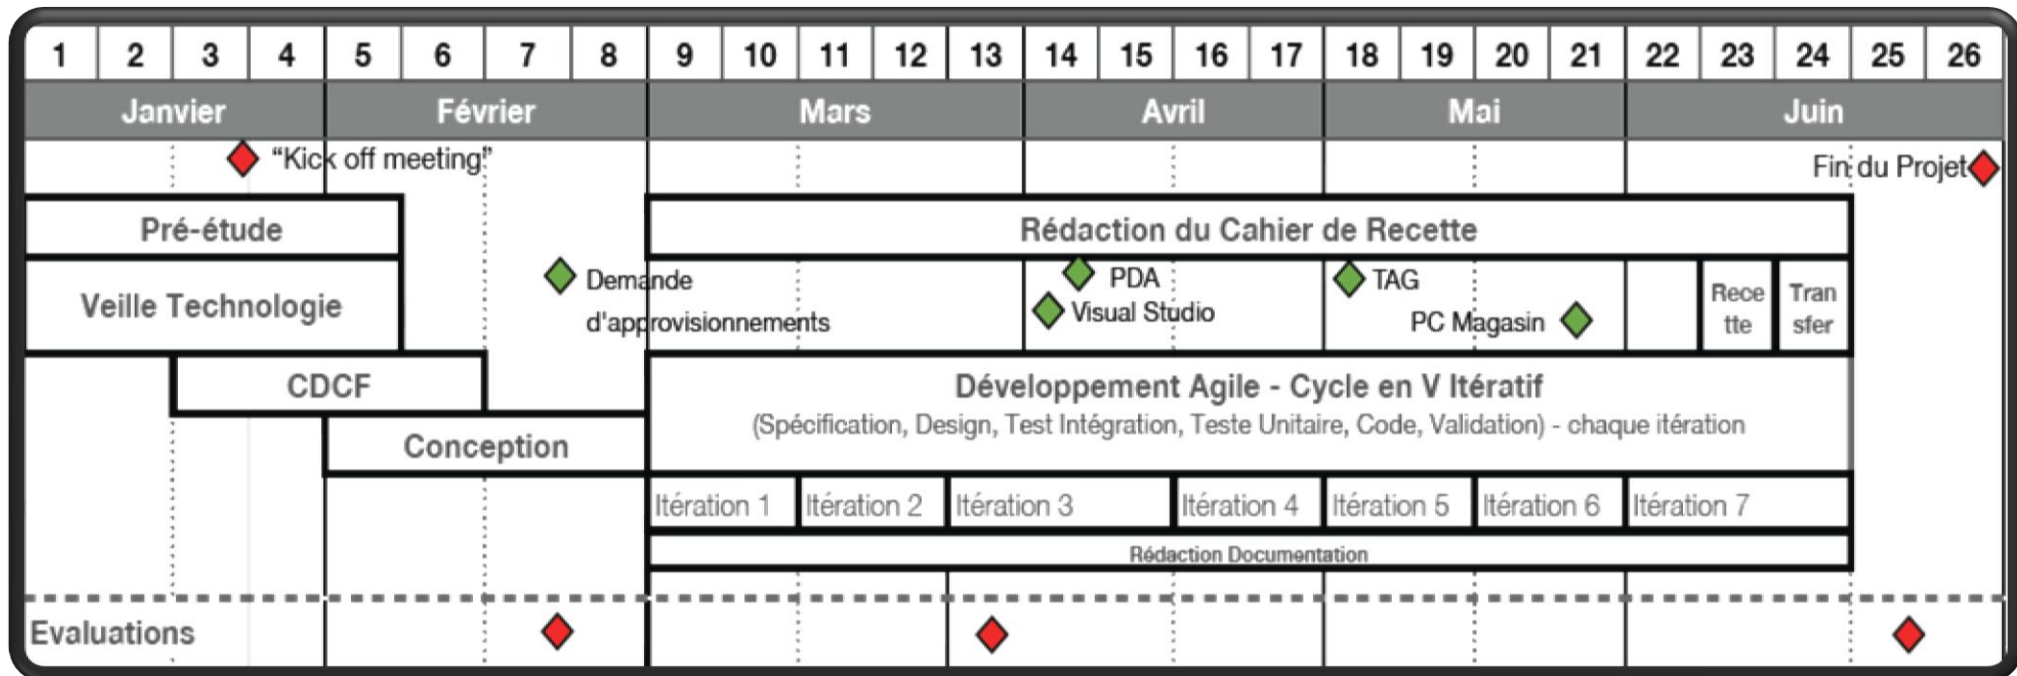 1 2 3 4 5 6 7 8 9 10 11 12 13 14 15 16 17 18 19 20 21 22 23 24 25 26
Janvier Février Mars Avril Mai Juin
“Kick off meeting”
Fin du Projet
Pré-étude
Rédaction du Cahier de Recette
Veille Technologie
Demande
d'approvisionnements
PDA
Visual Studio
TAG
PC Magasin
Rece
tte
Tran
sfer
CDCF
Développement Agile - Cycle en V Itératif
(Spécification, Design, Test Intégration, Teste Unitaire, Code, Validation) - chaque itération
Conception
Itération 1 Itération 2 Itération 3 Itération 4 Itération 5 Itération 6 Itération 7
Rédaction Documentation
Evaluations